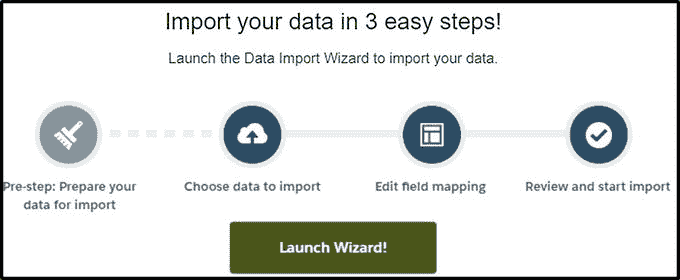 Import your data in 3 easy steps!
Launch the Data Import Wizard to import your data.
Pre-step: Prepare your
data for import
Choose data to import
Edit field mapping
Review and start import
Launch Wizard!